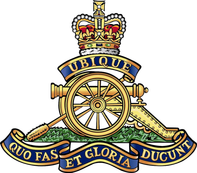 UBIQUE
QUO FAS ET GLORIA DUCUNT